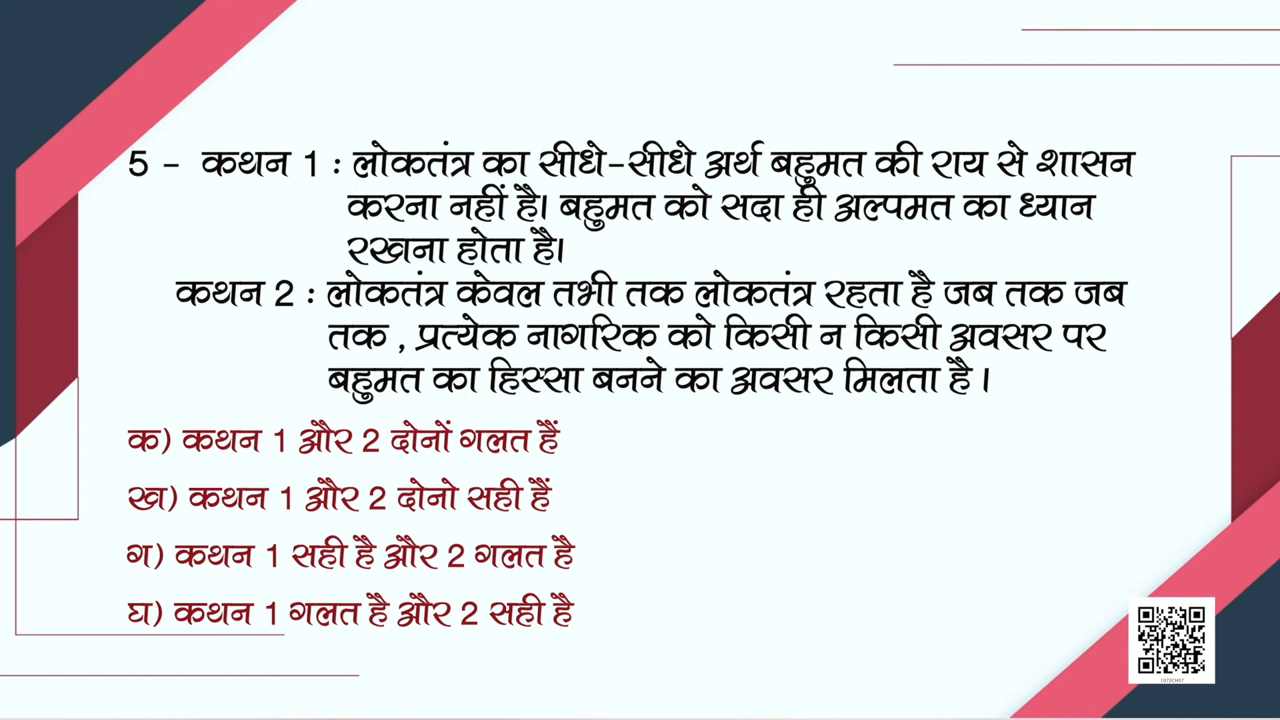 5 - कथन 1 : लोकतंत्र का सीधे-सीधे अर्थ बहुमत की राय से शासन
करना नहीं है। बहुमत को सदा ही अल्पमत का ध्यान
रखना होता है।
कथन 2 : लोकतंत्र केवल तभी तक लोकतंत्र रहता है जब तक जब
तक , प्रत्येक नागरिक को किसी न किसी अवसर पर
बहुमत का हिस्सा बनने का अवसर मिलता है ।
क) कथन 1 और 2 दोनों गलत हैं
ख) कथन 1 और 2 दोनो सही हैं
ग) कथन 1 सही है और 2 गलत है
घ) कथन 1 गलत है और 2 सही है
1073CH07